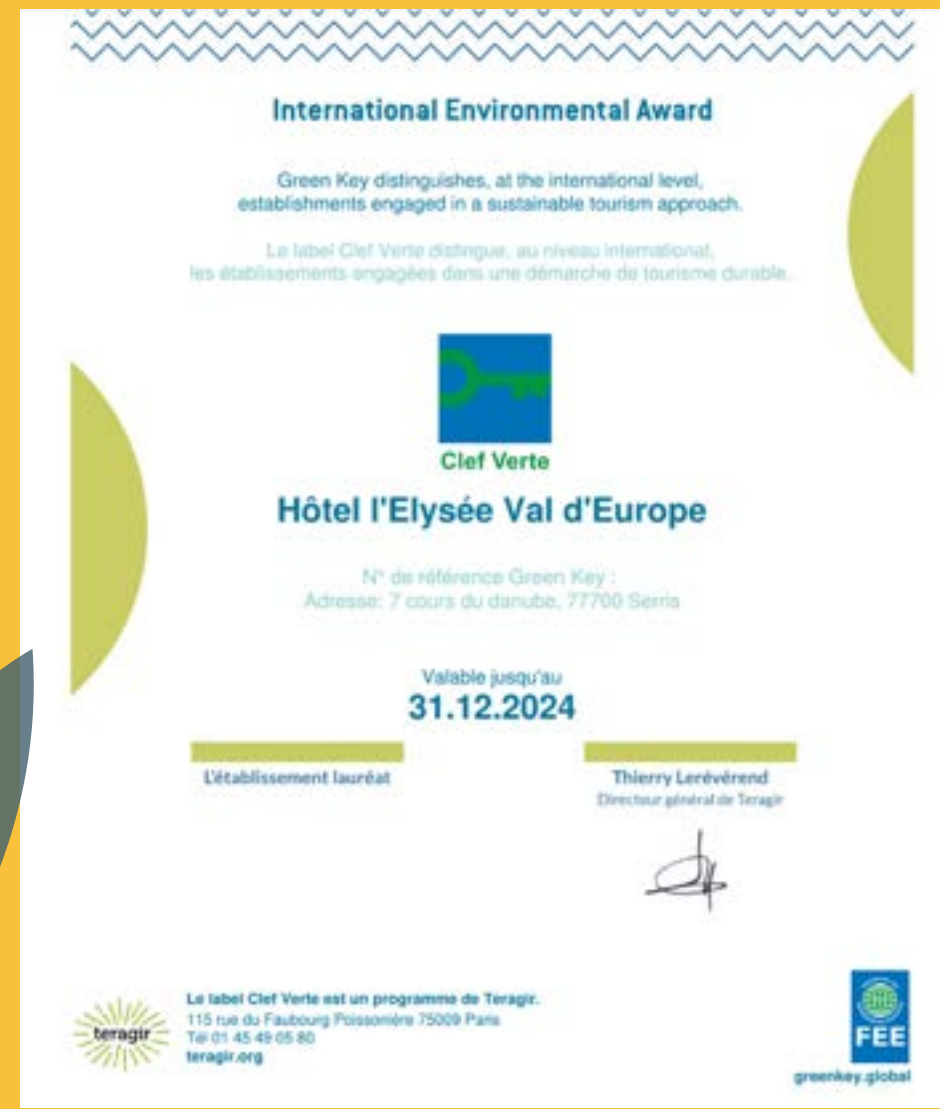 International Environmental Award
Green Key distinguishes, at the international level,
establishments engaged in a sustainable tourism approach.
Le label Clef Verte distingue, au niveau international,
les établissements engagées dans une démarche de tourisme durable.
Clef Verte
Hôtel l'Elysée Val d'Europe
N° de référence Green Key :
Adresse: 7 cours du danube, 77700 Serris
Valable jusqu'au
31.12.2024
L'établissement lauréat
Thierry Lerévérend
Directeur général de Teragir
teragir
Le label Clef Verte est un programme de Teragir.
115 rue du Faubourg Poissonière 75009 Paris
Tél 01 45 49 05 80
teragir.org
FEE
greenkey.global